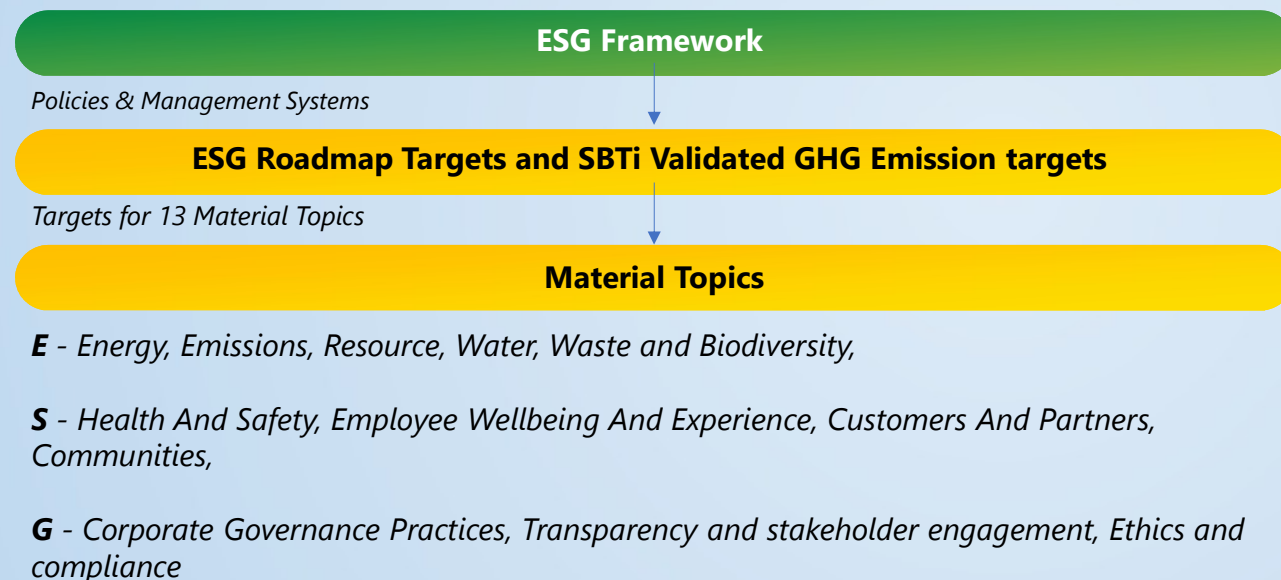 ESG Framework
Policies & Management Systems
ESG Roadmap Targets and SBTi Validated GHG Emission targets
Targets for 13 Material Topics
Material Topics
E - Energy, Emissions, Resource, Water, Waste and Biodiversity,
S - Health And Safety, Employee Wellbeing And Experience, Customers And Partners,
Communities,
G - Corporate Governance Practices, Transparency and stakeholder engagement, Ethics and
compliance